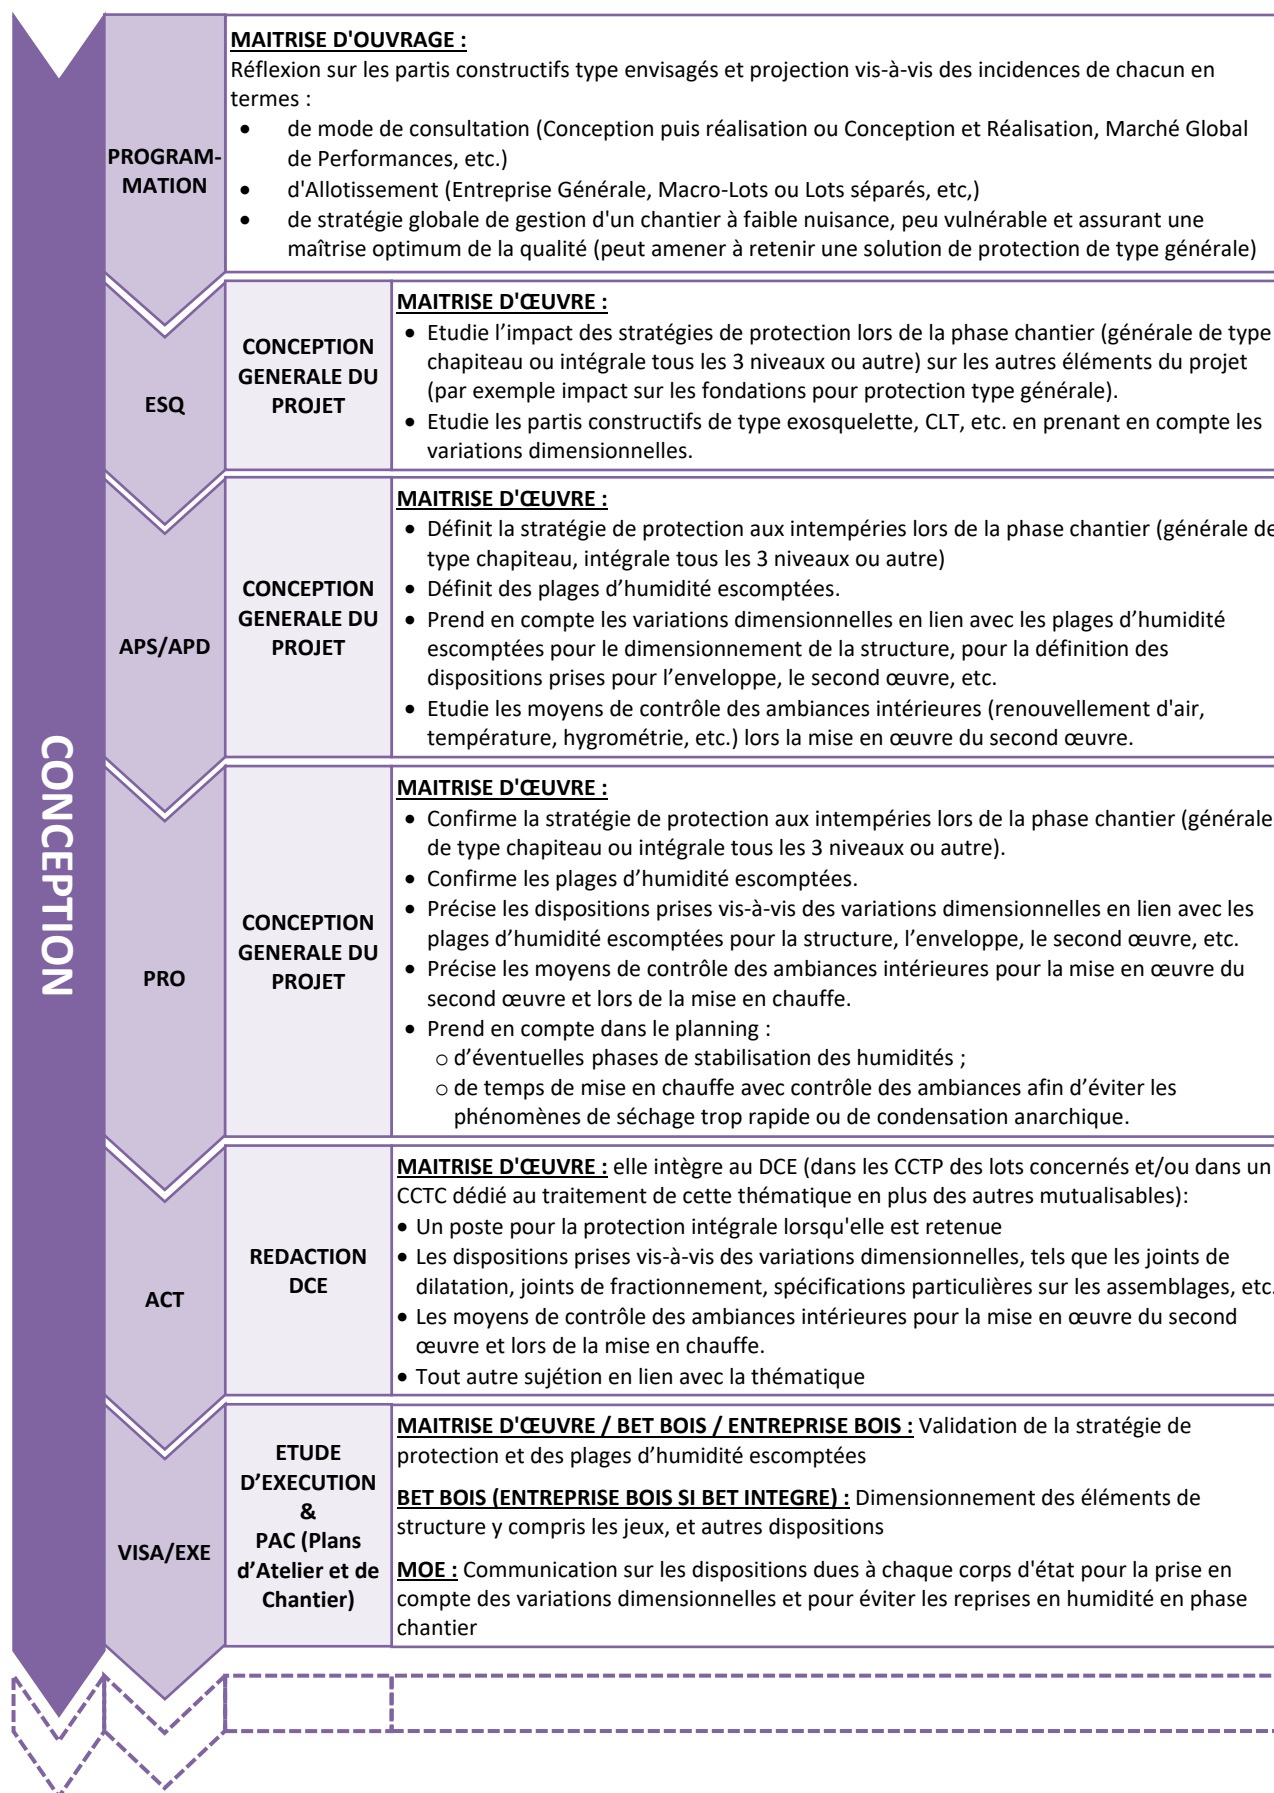 CONCEPTION
PROGRAM-
MATION
MAITRISE D'OUVRAGE :
Réflexion sur les partis constructifs type envisagés et projection vis-à-vis des incidences de chacun en
termes :
• de mode de consultation (Conception puis réalisation ou Conception et Réalisation, Marché Global
de Performances, etc.)
• d'Allotissement (Entreprise Générale, Macro-Lots ou Lots séparés, etc,)
• de stratégie globale de gestion d'un chantier à faible nuisance, peu vulnérable et assurant une
maîtrise optimum de la qualité (peut amener à retenir une solution de protection de type générale)
ESQ
CONCEPTION
GENERALE DU
PROJET
MAITRISE D'ŒUVRE :
• Etudie l’impact des stratégies de protection lors de la phase chantier (générale de type
chapiteau ou intégrale tous les 3 niveaux ou autre) sur les autres éléments du projet
(par exemple impact sur les fondations pour protection type générale).
• Etudie les partis constructifs de type exosquelette, CLT, etc. en prenant en compte les
variations dimensionnelles.
APS/APD
CONCEPTION
GENERALE DU
PROJET
MAITRISE D'ŒUVRE :
• Définit la stratégie de protection aux intempéries lors de la phase chantier (générale de
type chapiteau, intégrale tous les 3 niveaux ou autre)
• Définit des plages d’humidité escomptées.
• Prend en compte les variations dimensionnelles en lien avec les plages d’humidité
escomptées pour le dimensionnement de la structure, pour la définition des
dispositions prises pour l’enveloppe, le second œuvre, etc.
• Etudie les moyens de contrôle des ambiances intérieures (renouvellement d'air,
température, hygrométrie, etc.) lors la mise en œuvre du second œuvre.
PRO
CONCEPTION
GENERALE DU
PROJET
MAITRISE D'ŒUVRE :
• Confirme la stratégie de protection aux intempéries lors de la phase chantier (générale
de type chapiteau ou intégrale tous les 3 niveaux ou autre).
• Confirme les plages d’humidité escomptées.
• Précise les dispositions prises vis-à-vis des variations dimensionnelles en lien avec les
plages d’humidité escomptées pour la structure, l’enveloppe, le second œuvre, etc.
• Précise les moyens de contrôle des ambiances intérieures pour la mise en œuvre du
second œuvre et lors de la mise en chauffe.
• Prend en compte dans le planning :
o d’éventuelles phases de stabilisation des humidités ;
o de temps de mise en chauffe avec contrôle des ambiances afin d’éviter les
phénomènes de séchage trop rapide ou de condensation anarchique.
ACT
REDACTION
DCE
MAITRISE D'ŒUVRE : elle intègre au DCE (dans les CCTP des lots concernés et/ou dans un
CCTC dédié au traitement de cette thématique en plus des autres mutualisables):
• Un poste pour la protection intégrale lorsqu'elle est retenue
• Les dispositions prises vis-à-vis des variations dimensionnelles, tels que les joints de
dilatation, joints de fractionnement, spécifications particulières sur les assemblages, etc.
• Les moyens de contrôle des ambiances intérieures pour la mise en œuvre du second
œuvre et lors de la mise en chauffe.
• Tout autre sujétion en lien avec la thématique
VISA/EXE
ETUDE
D’EXECUTION
&
PAC (Plans
d’Atelier et de
Chantier)
MAITRISE D'ŒUVRE / BET BOIS / ENTREPRISE BOIS : Validation de la stratégie de
protection et des plages d’humidité escomptées
BET BOIS (ENTREPRISE BOIS SI BET INTEGRE) : Dimensionnement des éléments de
structure y compris les jeux, et autres dispositions
MOE : Communication sur les dispositions dues à chaque corps d'état pour la prise en
compte des variations dimensionnelles et pour éviter les reprises en humidité en phase
chantier